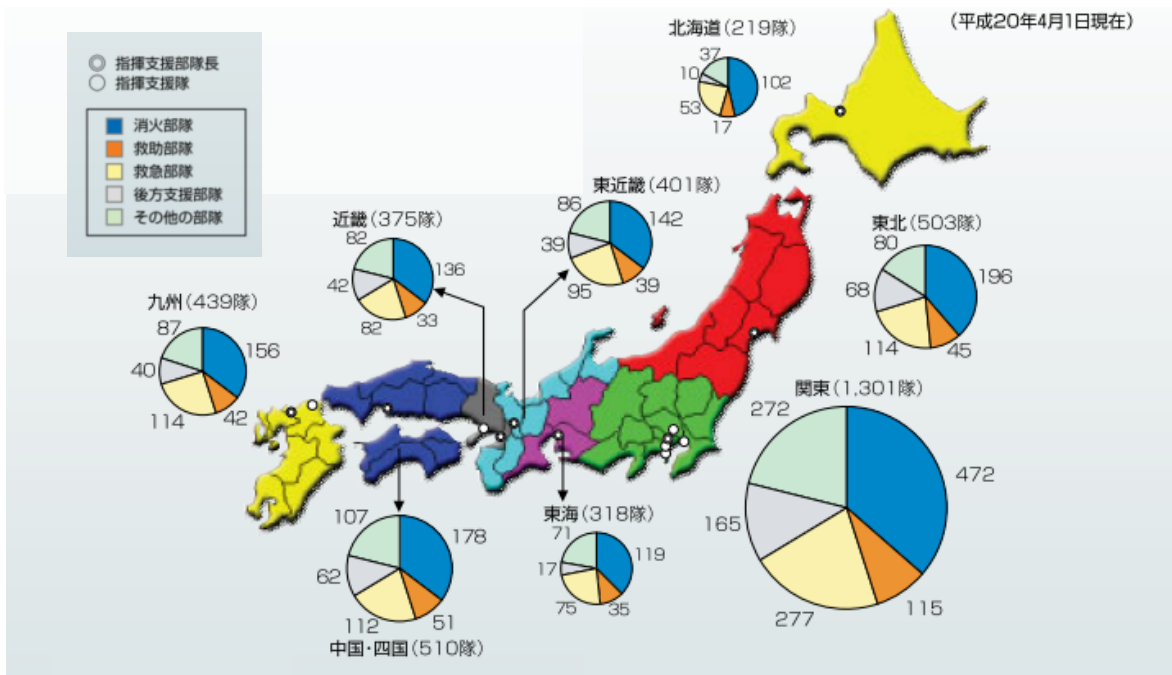 (平成20年4月1日現在)
指揮支援部隊長
指揮支援隊
消火部隊
救助部隊
救急部隊
後方支援部隊
その他の部隊
北海道(219隊)
37
102
10
53
17
東近畿(401隊)
86
142
39
95
39
東北(503隊)
80
196
68
114
45
近畿(375隊)
82
136
42
82
33
九州(439隊)
87
156
40
114
42
関東(1,301隊)
272
472
165
277
115
東海(318隊)
71
119
17
75
35
107
178
62
112
51
中国・四国(510隊)